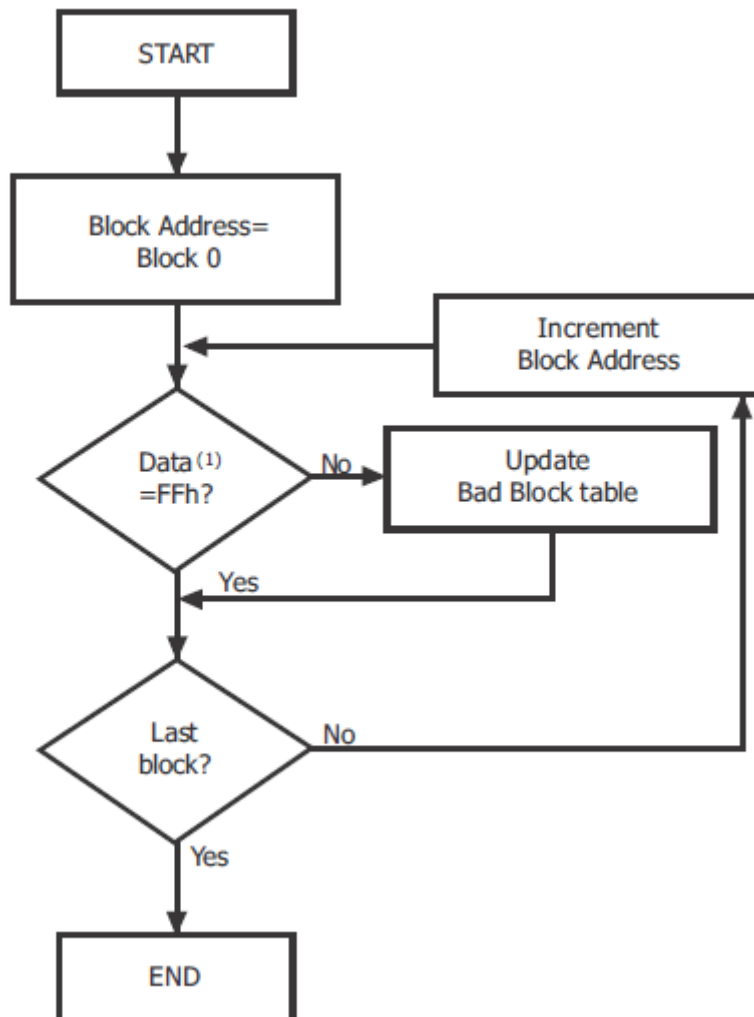 START
Block Address=
Block 0
Increment
Block Address
Data(1)
=FFh?
No
Update
Bad Block table
Yes
Last
block?
No
Yes
END